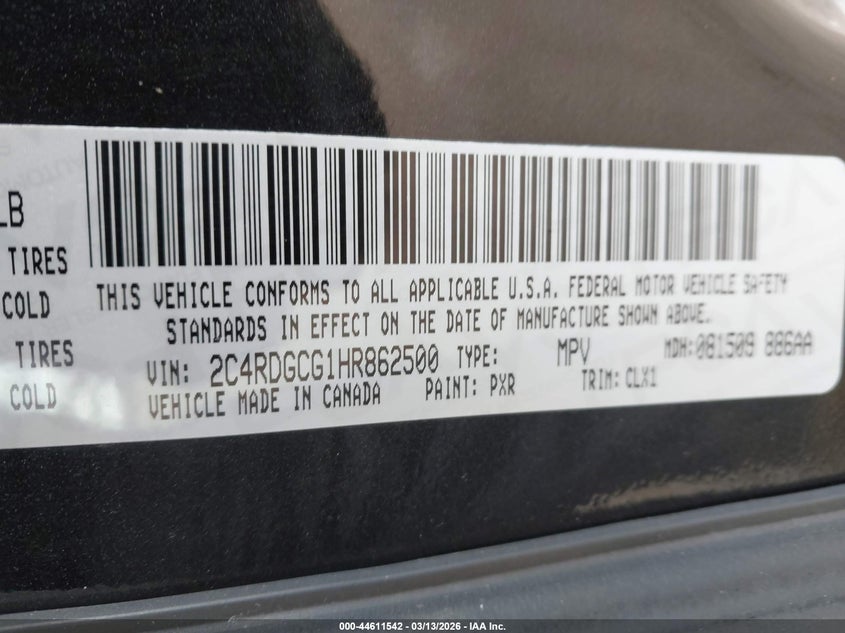 LB
TIRES
COLD
TIRES
COLD
THIS VEHICLE CONFORMS TO ALL APPLICABLE U.S.A. FEDERAL MOTOR VEHICLE SAFETY
STANDARDS IN EFFECT ON THE DATE OF MANUFACTURE SHOWN ABOVE.
VIN: 2C4RDGCG1HR862500 TYPE: MPV MDH: 081509 886AA
VEHICLE MADE IN CANADA PAINT: PXR TRIM: CLX1
000-44611542 - 03/13/2026 - IAA Inc.